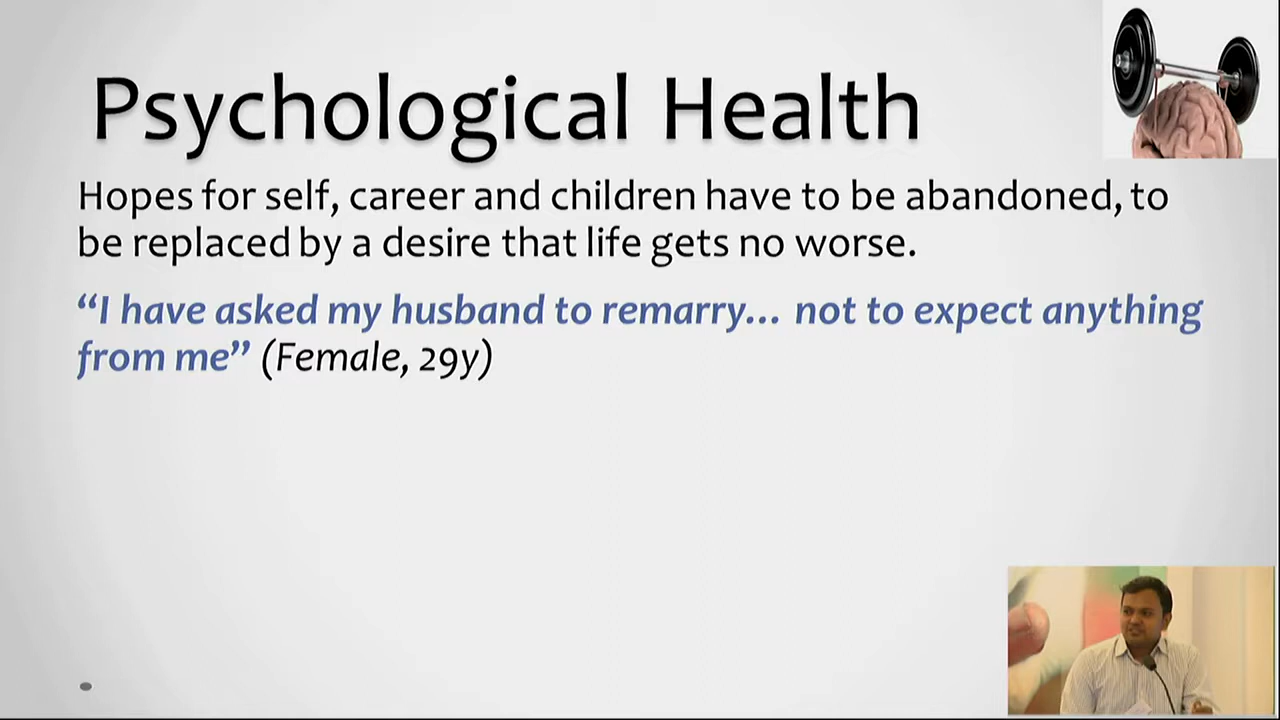 Psychological Health
Hopes for self, career and children have to be abandoned, to
be replaced by a desire that life gets no worse.
“I have asked my husband to remarry... not to expect anything
from me” (Female, 29y)